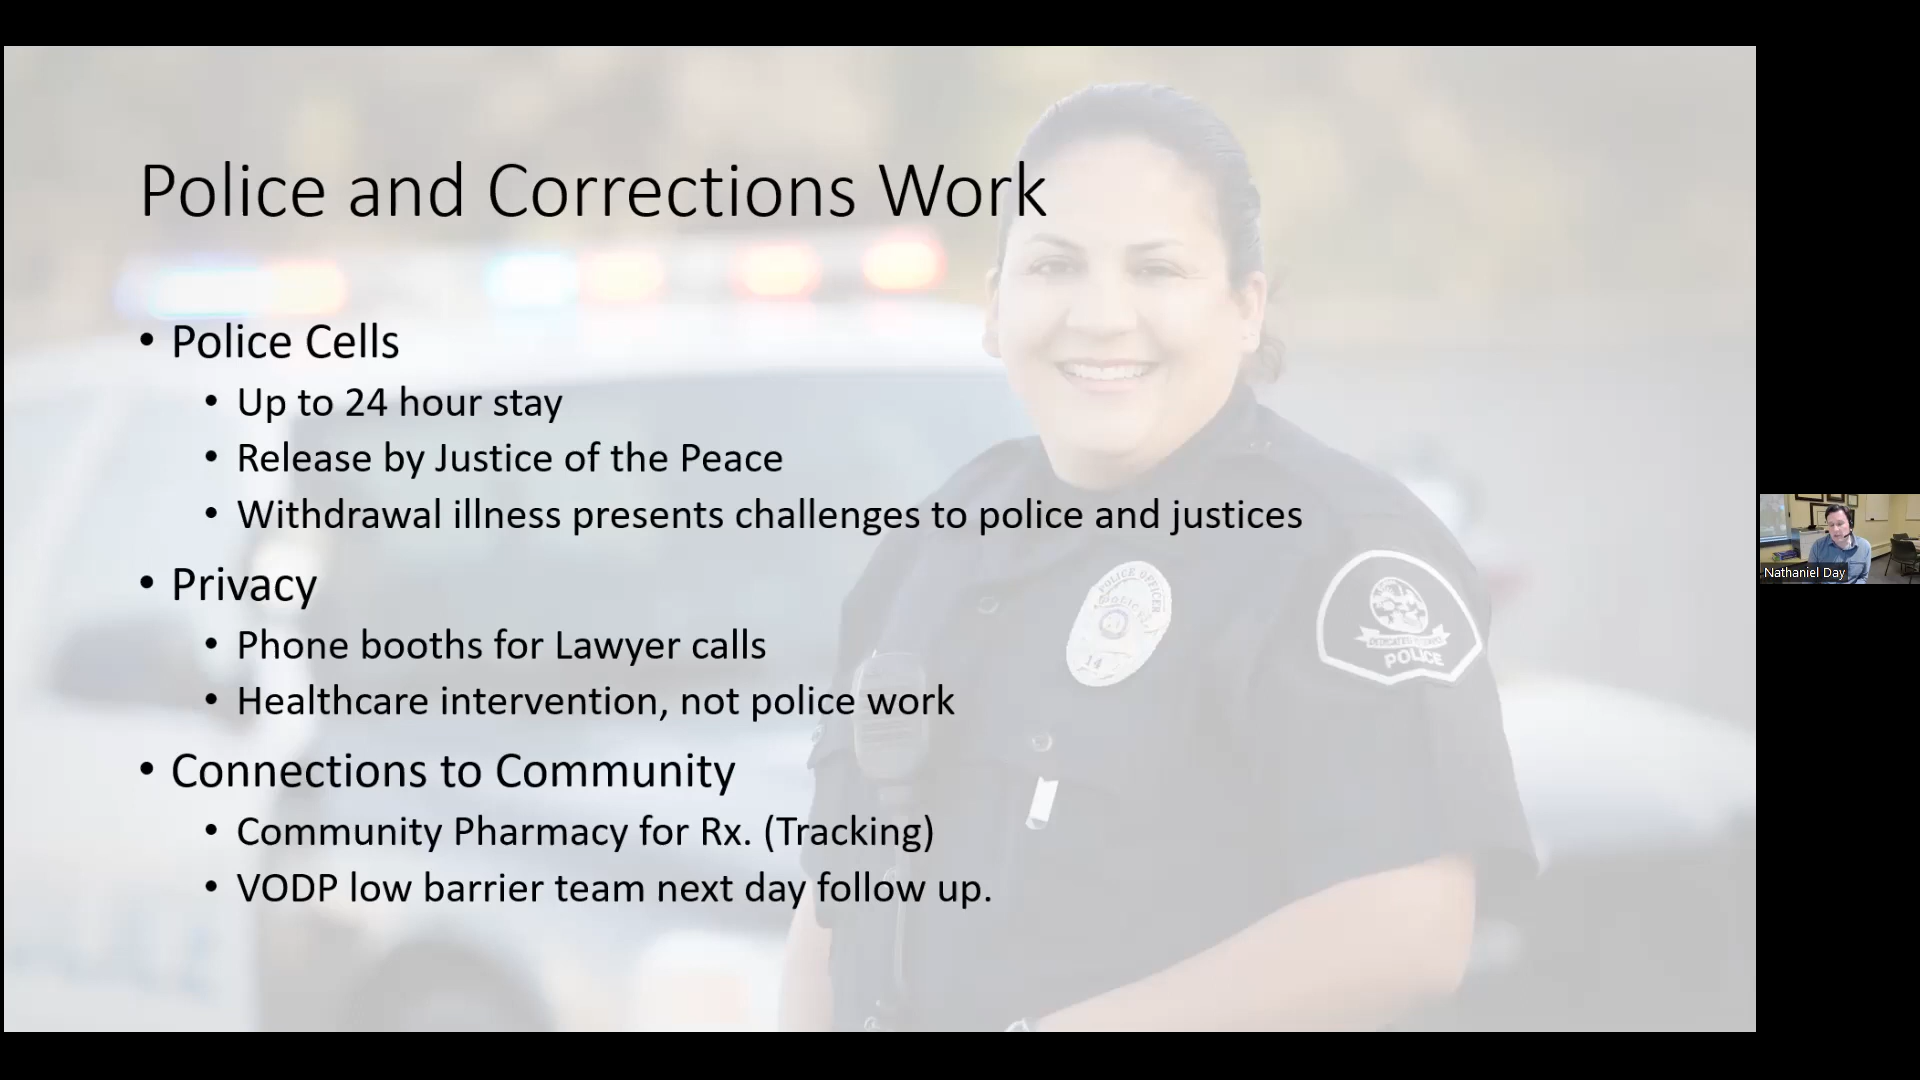 Police and Corrections Work
• Police Cells
• Up to 24 hour stay
• Release by Justice of the Peace
• Withdrawal illness presents challenges to police and justices
• Privacy
• Phone booths for Lawyer calls
• Healthcare intervention, not police work
• Connections to Community
• Community Pharmacy for Rx. (Tracking)
• VODP low barrier team next day follow up.
POLICE OFFICER
14
POLICE
Nathaniel Day